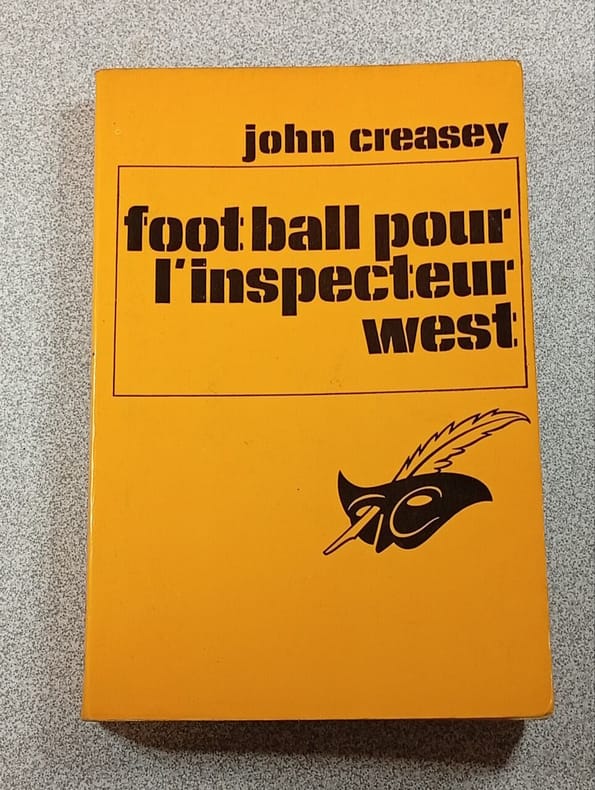 john creasey
football pour
l'inspecteur
west